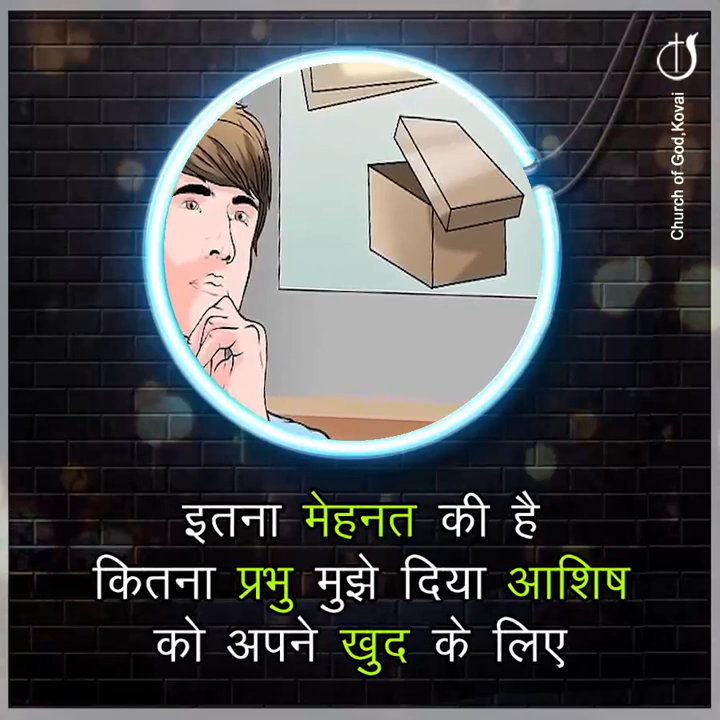 Church of God,Kovai
इतना मेहनत की है
कितना प्रभु मुझे दिया आशिष
को अपने खुद के लिए